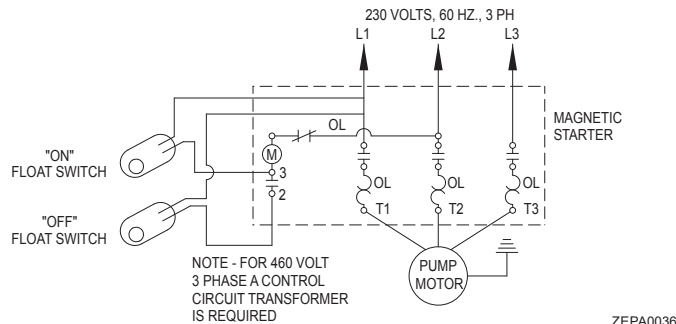 230 VOLTS, 60 HZ., 3 PH
L1 L2 L3
MAGNETIC
STARTER
OL
M
"ON"
FLOAT SWITCH
3
2
OL OL OL
T1 T2 T3
"OFF"
FLOAT SWITCH
PUMP
MOTOR
NOTE - FOR 460 VOLT
3 PHASE A CONTROL
CIRCUIT TRANSFORMER
IS REQUIRED
ZEPA0036